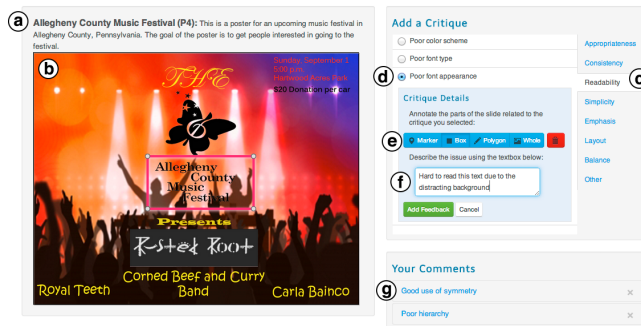 a Allegheny County Music Festival (P4): This is a poster for an upcoming music festival in
Allegheny County, Pennsylvania. The goal of the poster is to get people interested in going to the
festival.
b
THE
Sunday, September 1
5:00 p.m.
Hartwood Acres Park
$20 Donation per car
Allegheny
County
Music
Festival
Presents
Rusted Root
Corned Beef and Curry
Band
Royal Teeth
Carla Bainco
Add a Critique
Poor color scheme
Poor font type
d Poor font appearance
Critique Details
Annotate the parts of the slide related to the
critique you selected:
e Marker Box Polygon Whole
Describe the issue using the textbox below:
f Hard to read this text due to the
distracting background
Add Feedback Cancel
Appropriateness
Consistency
Readability c
Simplicity
Emphasis
Layout
Balance
Other
Your Comments
g Good use of symmetry ×
Poor hierarchy ×